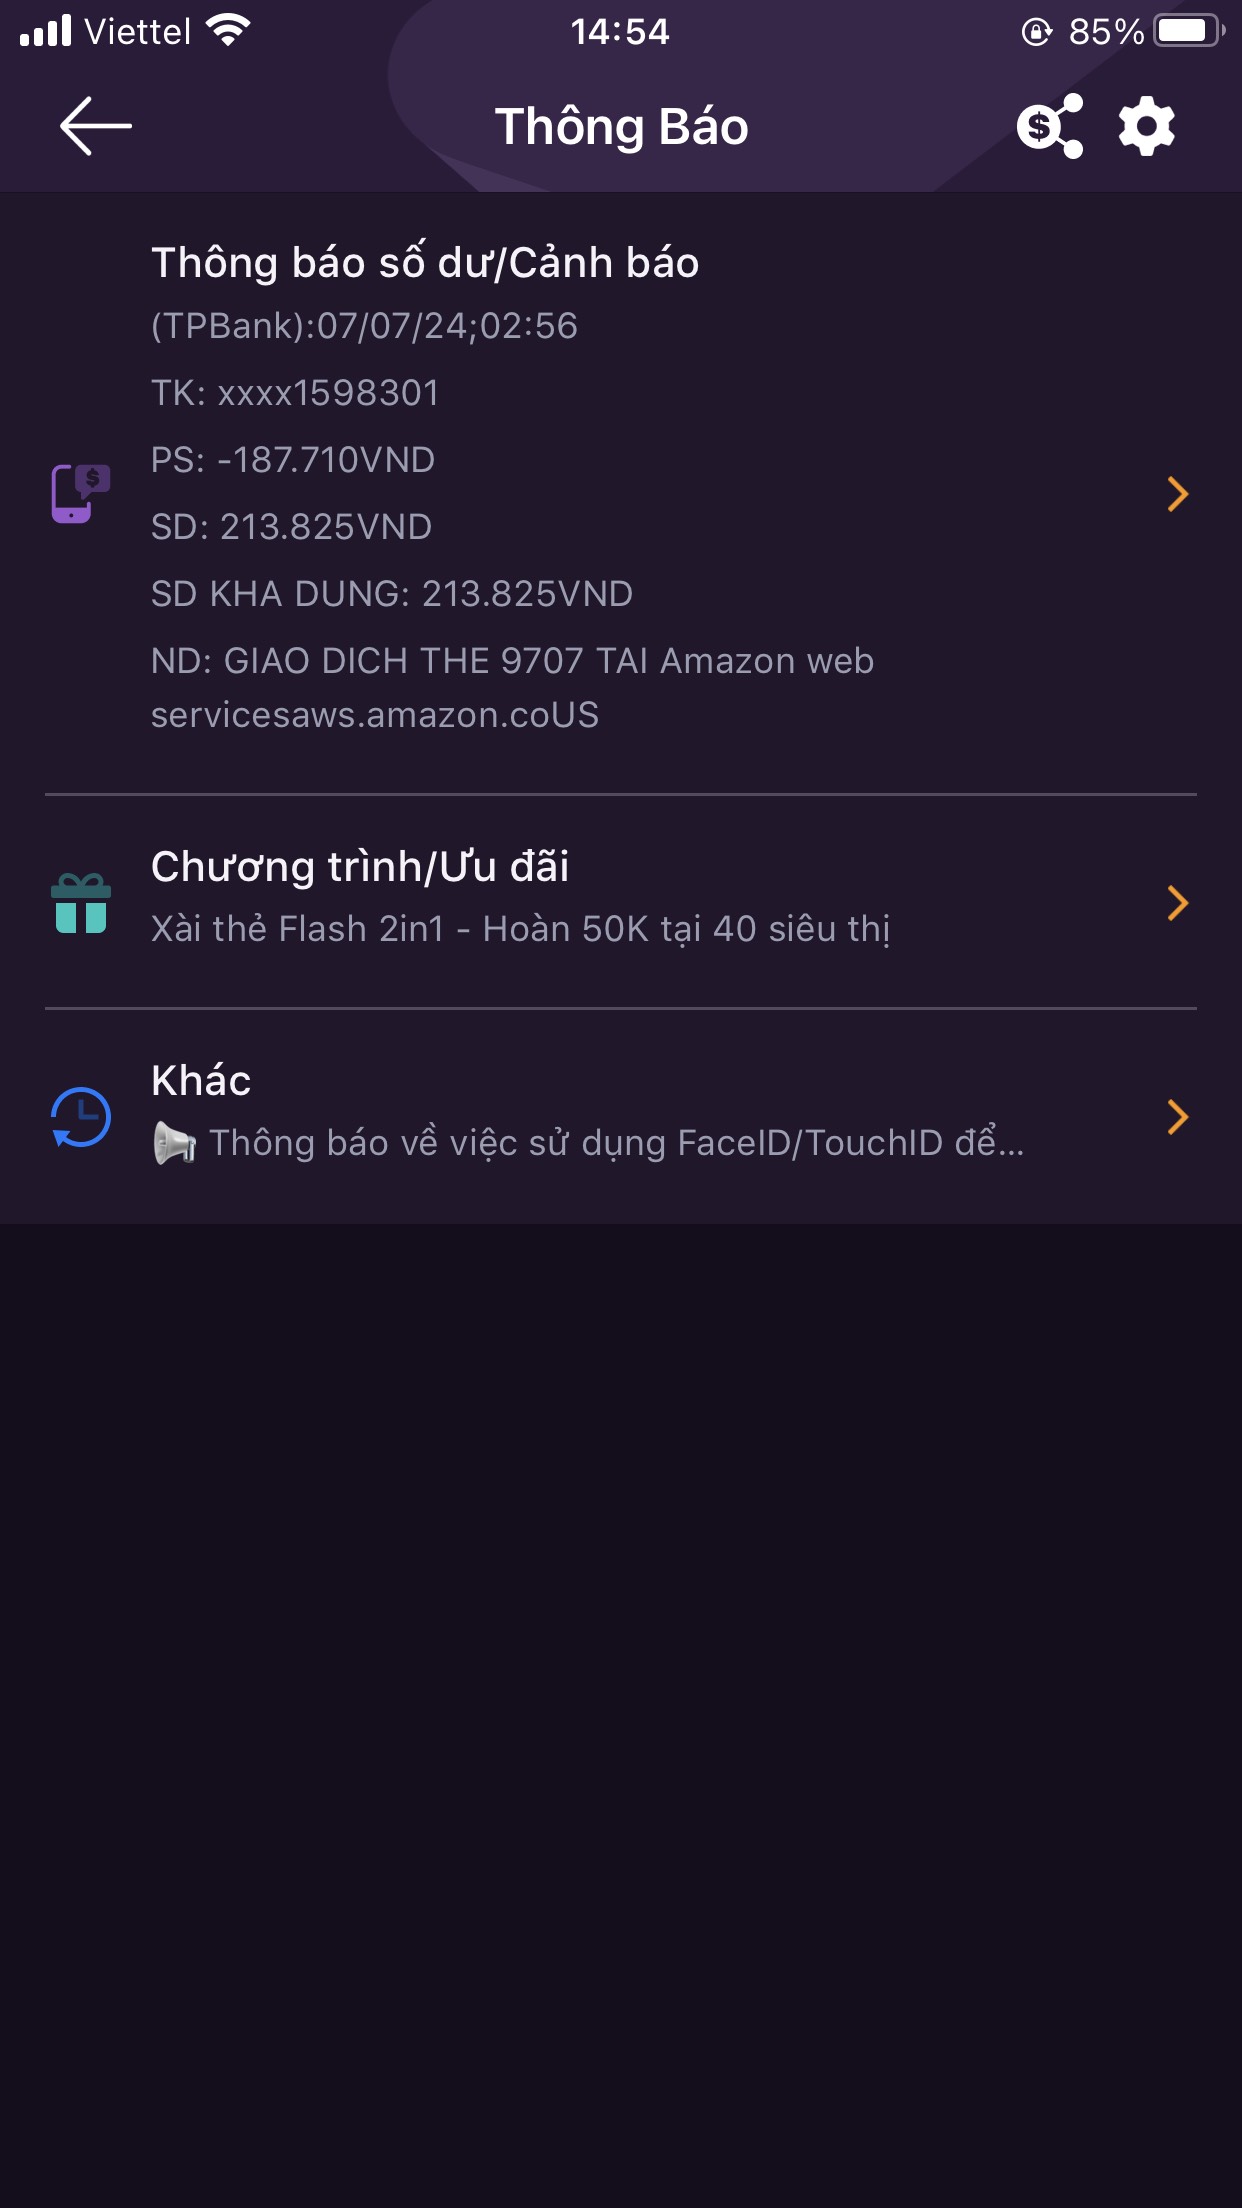 Viettel 14:54 85%
Thông Báo
Thông báo số dư/Cảnh báo
(TPBank):07/07/24;02:56
TK: xxxx1598301
PS: -187.710VND
SD: 213.825VND
SD KHA DUNG: 213.825VND
ND: GIAO DICH THE 9707 TAI Amazon web
servicesaws.amazon.coUS
Chương trình/Ưu đãi
Xài thẻ Flash 2in1 - Hoàn 50K tại 40 siêu thị
Khác
Thông báo về việc sử dụng FaceID/TouchID để...